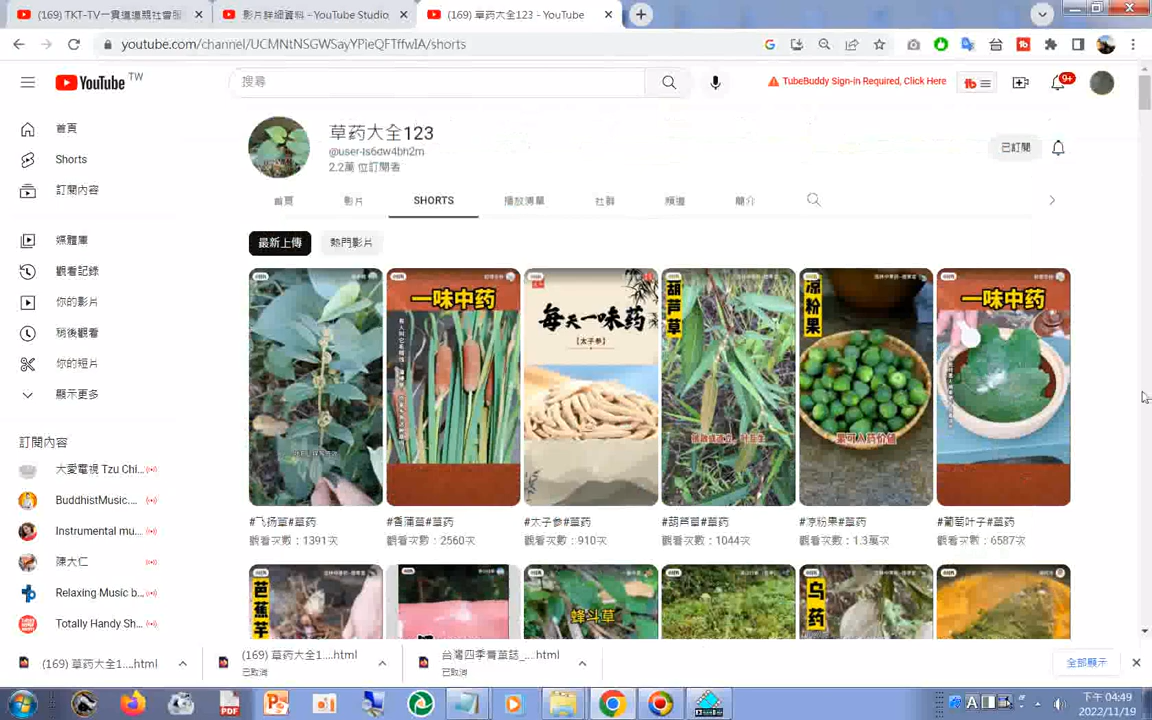 (169) TKT-TV一貫道道親社會服
影片詳細資料 - YouTube Studio
(169) 草药大全123 - YouTube
youtube.com/channel/UCMNtNSGWSayYPieQFTffwIA/shorts
YouTube TW
搜尋
TubeBuddy Sign-in Required, Click Here
9+
首頁
Shorts
訂閱內容
媒體庫
觀看記錄
你的影片
稍後觀看
你的短片
顯示更多
訂閱內容
大愛電視 Tzu Chi...
BuddhistMusic....
Instrumental mu...
陳大仁
Relaxing Music b...
Totally Handy Sh...
草药大全123
@user-ls6dw4bh2m
2.2萬 位訂閱者
已訂閱
首頁 影片 SHORTS 播放清單 社群 頻道 簡介
最新上傳 熱門影片
一味中药
每天一味药
【太子参】
葫芦草
凉粉果
果可入药价值
一味中药
#飞扬草#草药
觀看次數：1391次
#香蒲草#草药
觀看次數：2560次
#太子参#草药
觀看次數：910次
#葫芦草#草药
觀看次數：1044次
#凉粉果#草药
觀看次數：1.3萬次
#葡萄叶子#草药
觀看次數：6587次
芭蕉芋
蜂斗草
乌药
(169) 草药大全1....html
(169) 草药大全1....html
已取消
台灣四季青草誌_....html
已取消
全部顯示
下午 04:49
2022/11/19